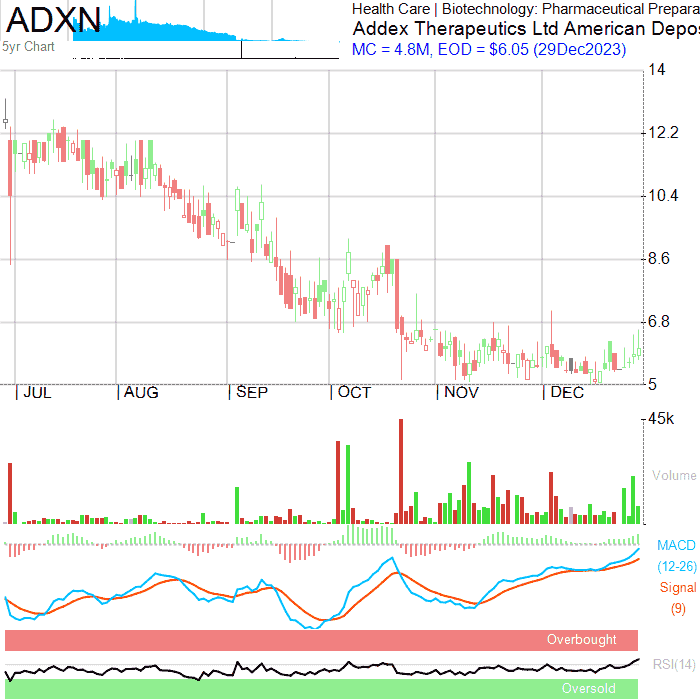 ADXN
5yr Chart
Health Care | Biotechnology: Pharmaceutical Prepara
Addex Therapeutics Ltd American Depos
MC = 4.8M, EOD = $6.05 (29Dec2023)
14
12.2
10.4
8.6
6.8
5
JUL AUG SEP OCT NOV DEC
45k
Volume
MACD
(12-26)
Signal
(9)
Overbought
RSI(14)
Oversold